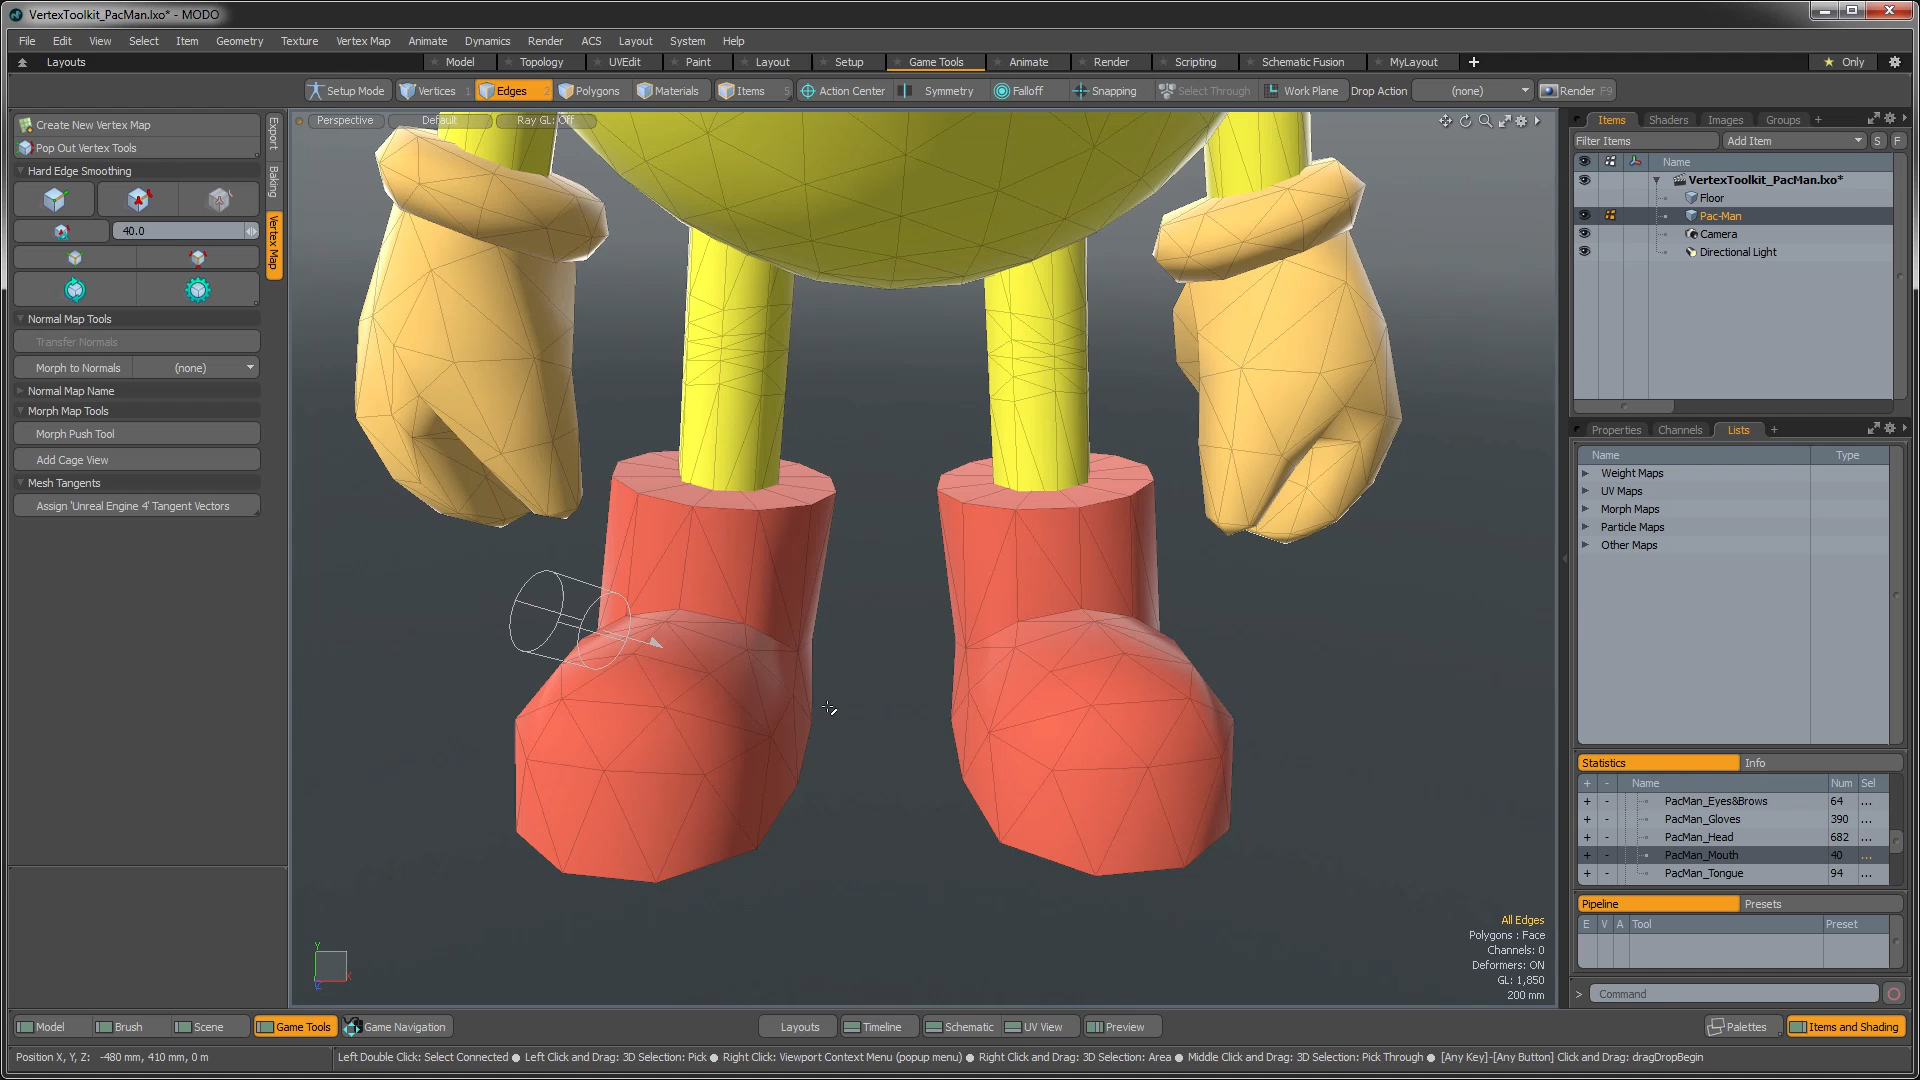 VertexToolkit_PacMan.lxo* - MODO
File Edit View Select Item Geometry Texture Vertex Map Animate Dynamics Render ACS Layout System Help
Layouts Model Topology UVEdit Paint Layout Setup Game Tools Animate Render Scripting Schematic Fusion MyLayout + Only
Setup Mode Vertices 1 Edges 2 Polygons Materials Items 5 Action Center Symmetry Falloff Snapping Select Through Work Plane Drop Action (none) Render F9
Create New Vertex Map
Pop Out Vertex Tools
Hard Edge Smoothing
40.0
Normal Map Tools
Transfer Normals
Morph to Normals (none)
Normal Map Name
Morph Map Tools
Morph Push Tool
Add Cage View
Mesh Tangents
Assign 'Unreal Engine 4' Tangent Vectors
Export
Baking
Vertex Map
Perspective Default Ray GL: Off
Y
X
Z
All Edges
Polygons : Face
Channels: 0
Deformers: ON
GL: 1,850
200 mm
Items Shaders Images Groups +
Filter Items Add Item S F
Name
VertexToolkit_PacMan.lxo*
Floor
Pac-Man
Camera
Directional Light
Properties Channels Lists +
Name Type
Weight Maps
UV Maps
Morph Maps
Particle Maps
Other Maps
Statistics Info
+ - Name Num Sel
+ - PacMan_Eyes&Brows 64 ...
+ - PacMan_Gloves 390 ...
+ - PacMan_Head 682 ...
+ - PacMan_Mouth 40 ...
+ - PacMan_Tongue 94 ...
Pipeline Presets
E V A Tool Preset
> Command
Model Brush Scene Game Tools Game Navigation Layouts Timeline Schematic UV View Preview Palettes Items and Shading
Position X, Y, Z: -480 mm, 410 mm, 0 m Left Double Click: Select Connected ● Left Click and Drag: 3D Selection: Pick ● Right Click: Viewport Context Menu (popup menu) ● Right Click and Drag: 3D Selection: Area ● Middle Click and Drag: 3D Selection: Pick Through ● [Any Key]-[Any Button] Click and Drag: dragDropBegin